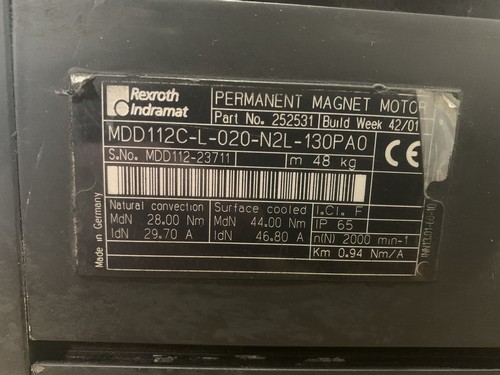 Rexroth
Indramat
PERMANENT MAGNET MOTOR
Part No. 252531 Build Week 42/01
MDD112C-L-020-N2L-130PA0
S.No. MDD112-23711 m 48 kg
CE
Made in Germany
Natural convection Surface cooled I.Cl. F
MdN 28.00 Nm MdN 44.00 Nm IP 65
IdN 29.70 A IdN 46.80 A n(N) 2000 min-1
Km 0.94 Nm/A